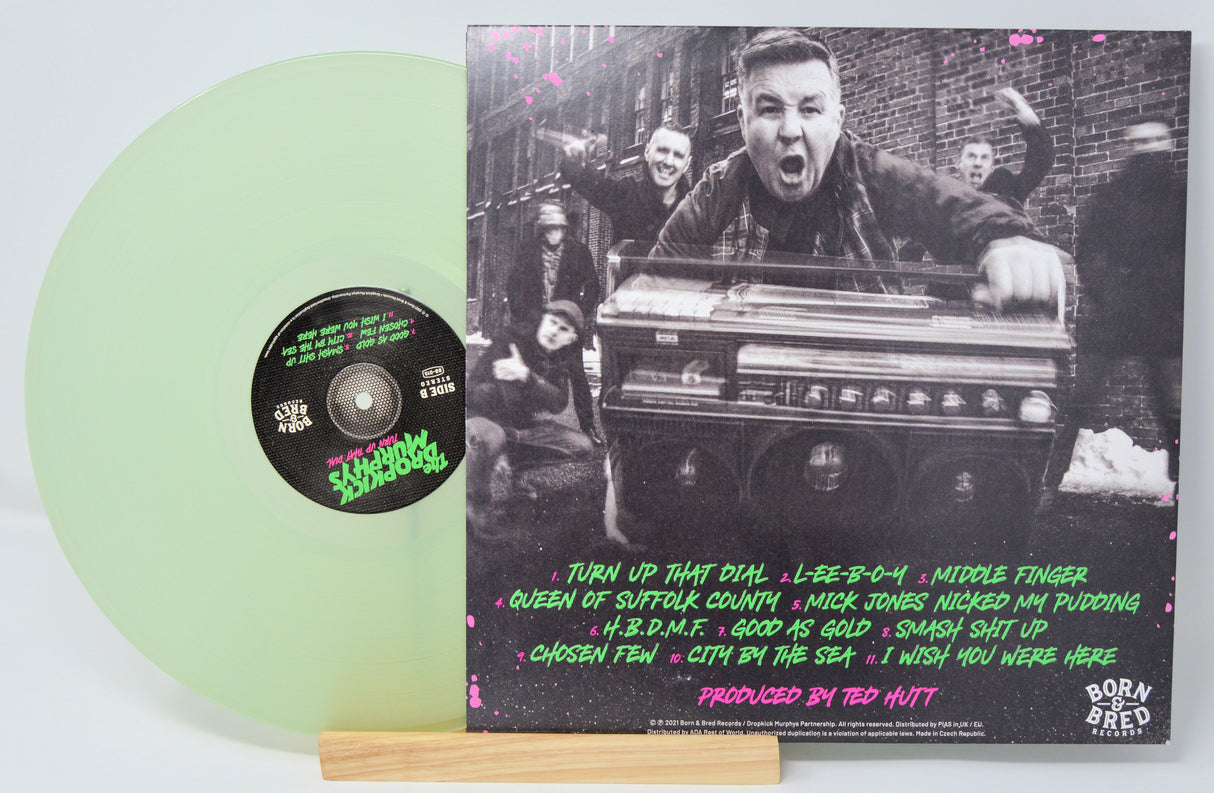 1. TURN UP THAT DIAL 2. L-EE-B-O-Y 3. MIDDLE FINGER
4. QUEEN OF SUFFOLK COUNTY 5. MICK JONES NICKED MY PUDDING
6. H.B.D.M.F. 7. GOOD AS GOLD 8. SMASH SHIT UP
9. CHOSEN FEW 10. CITY BY THE SEA 11. I WISH YOU WERE HERE
PRODUCED BY TED HUTT
© ℗ 2021 Born & Bred Records / Dropkick Murphys Partnership. All rights reserved. Distributed by PIAS in UK / EU.
Distributed by ADA Rest of World. Unauthorized duplication is a violation of applicable laws. Made in Czech Republic.
BORN
&
BRED
RECORDS
The
DROPKICK
MURPHYS
TURN UP THAT DIAL
BORN
&
BRED
RECORDS
SIDE B
STEREO
7. GOOD AS GOLD SMASH SHIT UP
CHOSEN FEW 10. CITY BY THE SEA
11. I WISH YOU WERE HERE